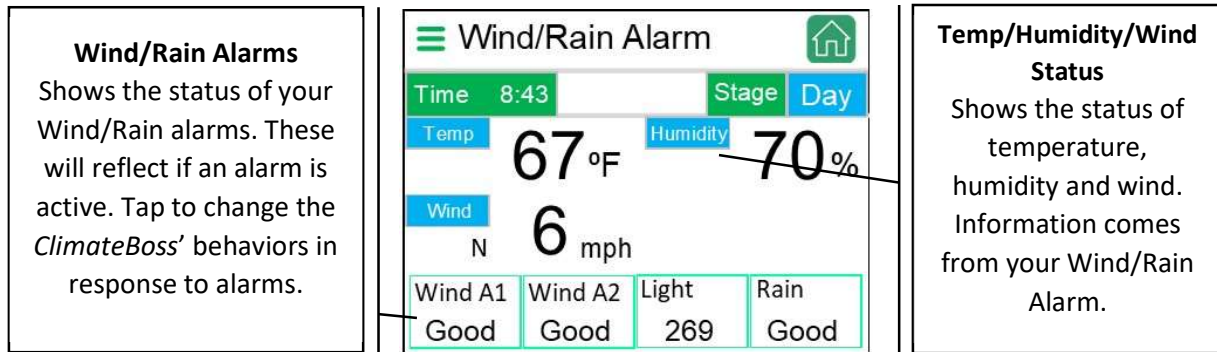 Wind/Rain Alarms
Shows the status of your
Wind/Rain alarms. These
will reflect if an alarm is
active. Tap to change the
ClimateBoss’ behaviors in
response to alarms.
Wind/Rain Alarm
Time 8:43 Stage Day
Temp 67 ºF Humidity 70 %
Wind
N 6 mph
Wind A1 Wind A2 Light Rain
Good Good 269 Good
Temp/Humidity/Wind
Status
Shows the status of
temperature,
humidity and wind.
Information comes
from your Wind/Rain
Alarm.